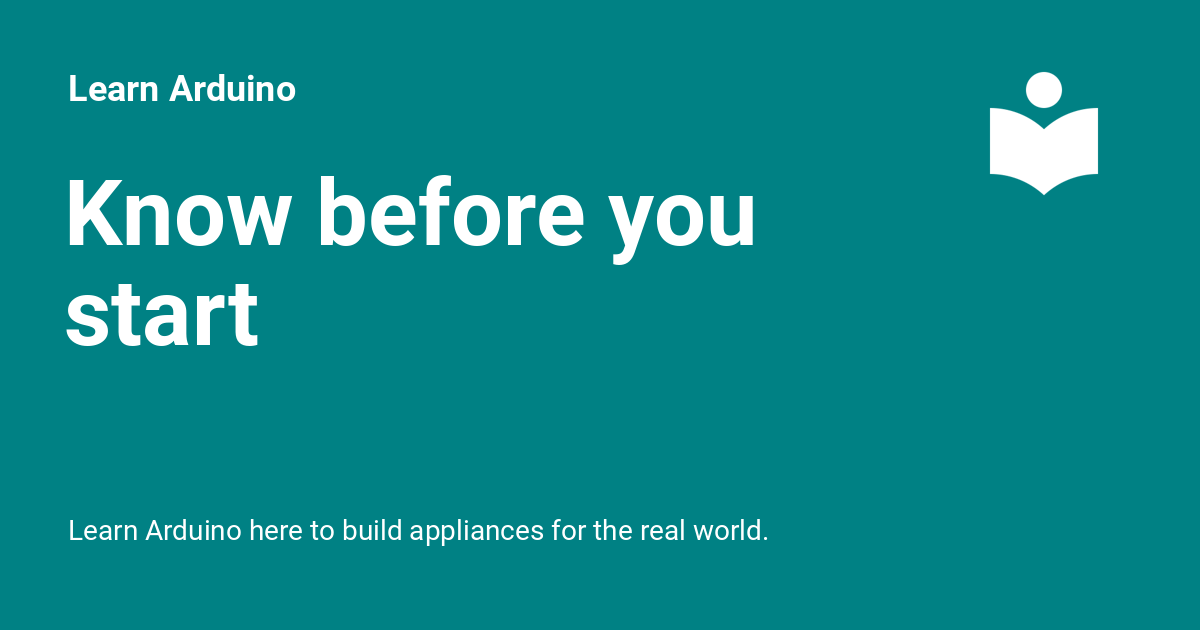 Learn Arduino
Know before you
start
Learn Arduino here to build appliances for the real world.